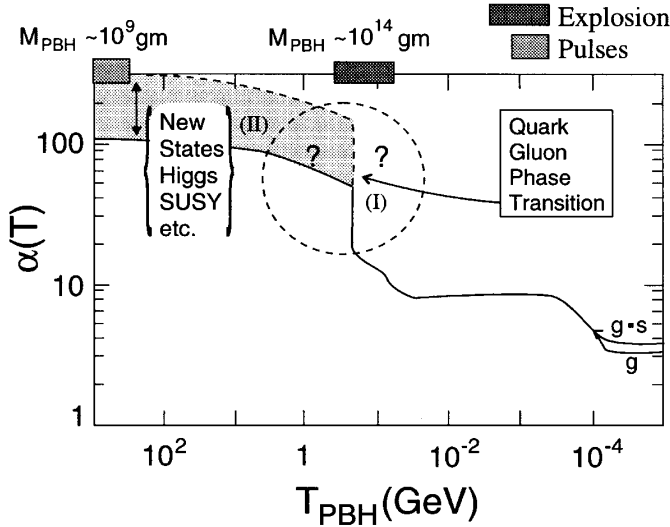 Explosion
M_PBH ~10^9 gm
M_PBH ~10^14 gm
Pulses
New
States
Higgs
SUSY
etc.
(II)
?
?
(I)
Quark
Gluon
Phase
Transition
100
10
1
α(T)
g·s
g
10^2
1
10^-2
10^-4
T_PBH (GeV)